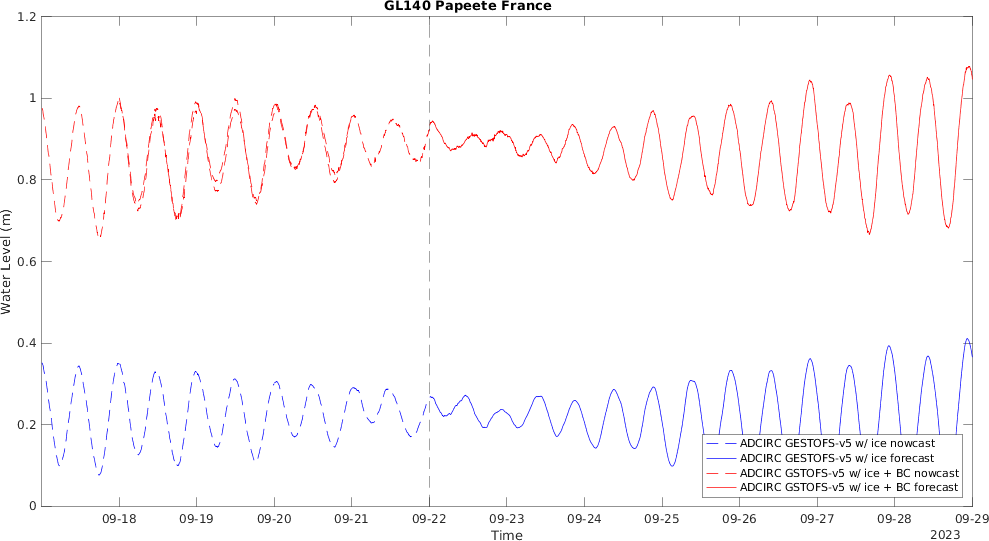 GL140 Papeete France
1.2
1
0.8
0.6
0.4
0.2
0
Water Level (m)
ADCIRC GESTOFS-v5 w/ ice nowcast
ADCIRC GESTOFS-v5 w/ ice forecast
ADCIRC GSTOFS-v5 w/ ice + BC nowcast
ADCIRC GSTOFS-v5 w/ ice + BC forecast
09-18 09-19 09-20 09-21 09-22 09-23 09-24 09-25 09-26 09-27 09-28 09-29
Time
2023